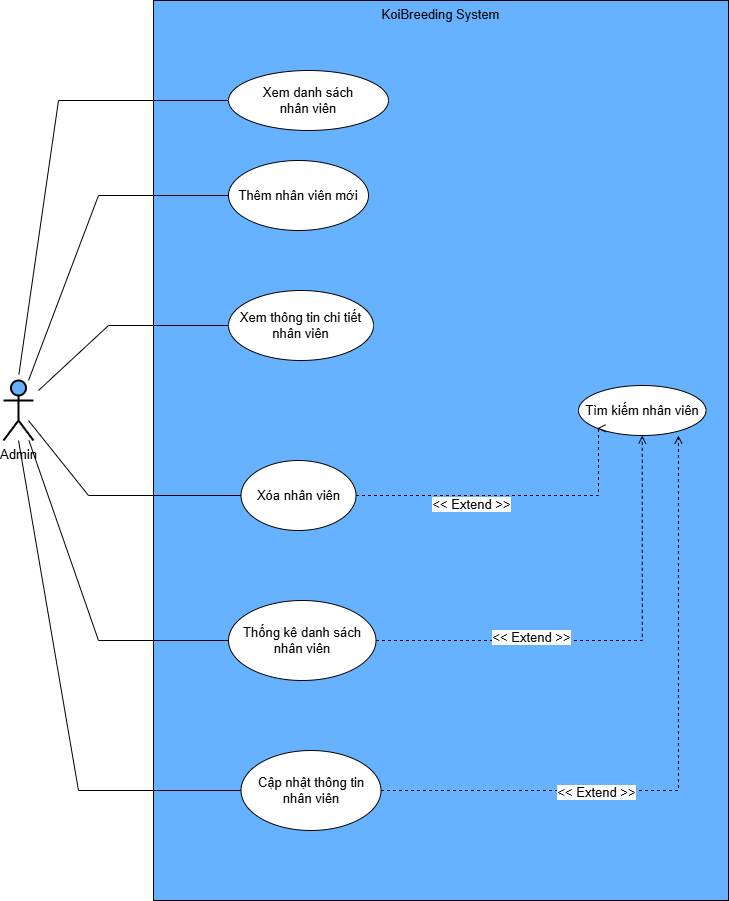 KoiBreeding System
Xem danh sách
nhân viên
Thêm nhân viên mới
Xem thông tin chi tiết
nhân viên
Tìm kiếm nhân viên
Admin
Xóa nhân viên
<< Extend >>
Thống kê danh sách
nhân viên
<< Extend >>
Cập nhật thông tin
nhân viên
<< Extend >>